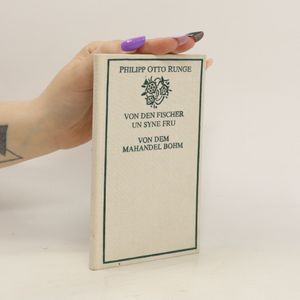 PHILIPP OTTO RUNGE
VON DEN FISCHER
UN SYNE FRU
VON DEM
MAHANDEL BOHM